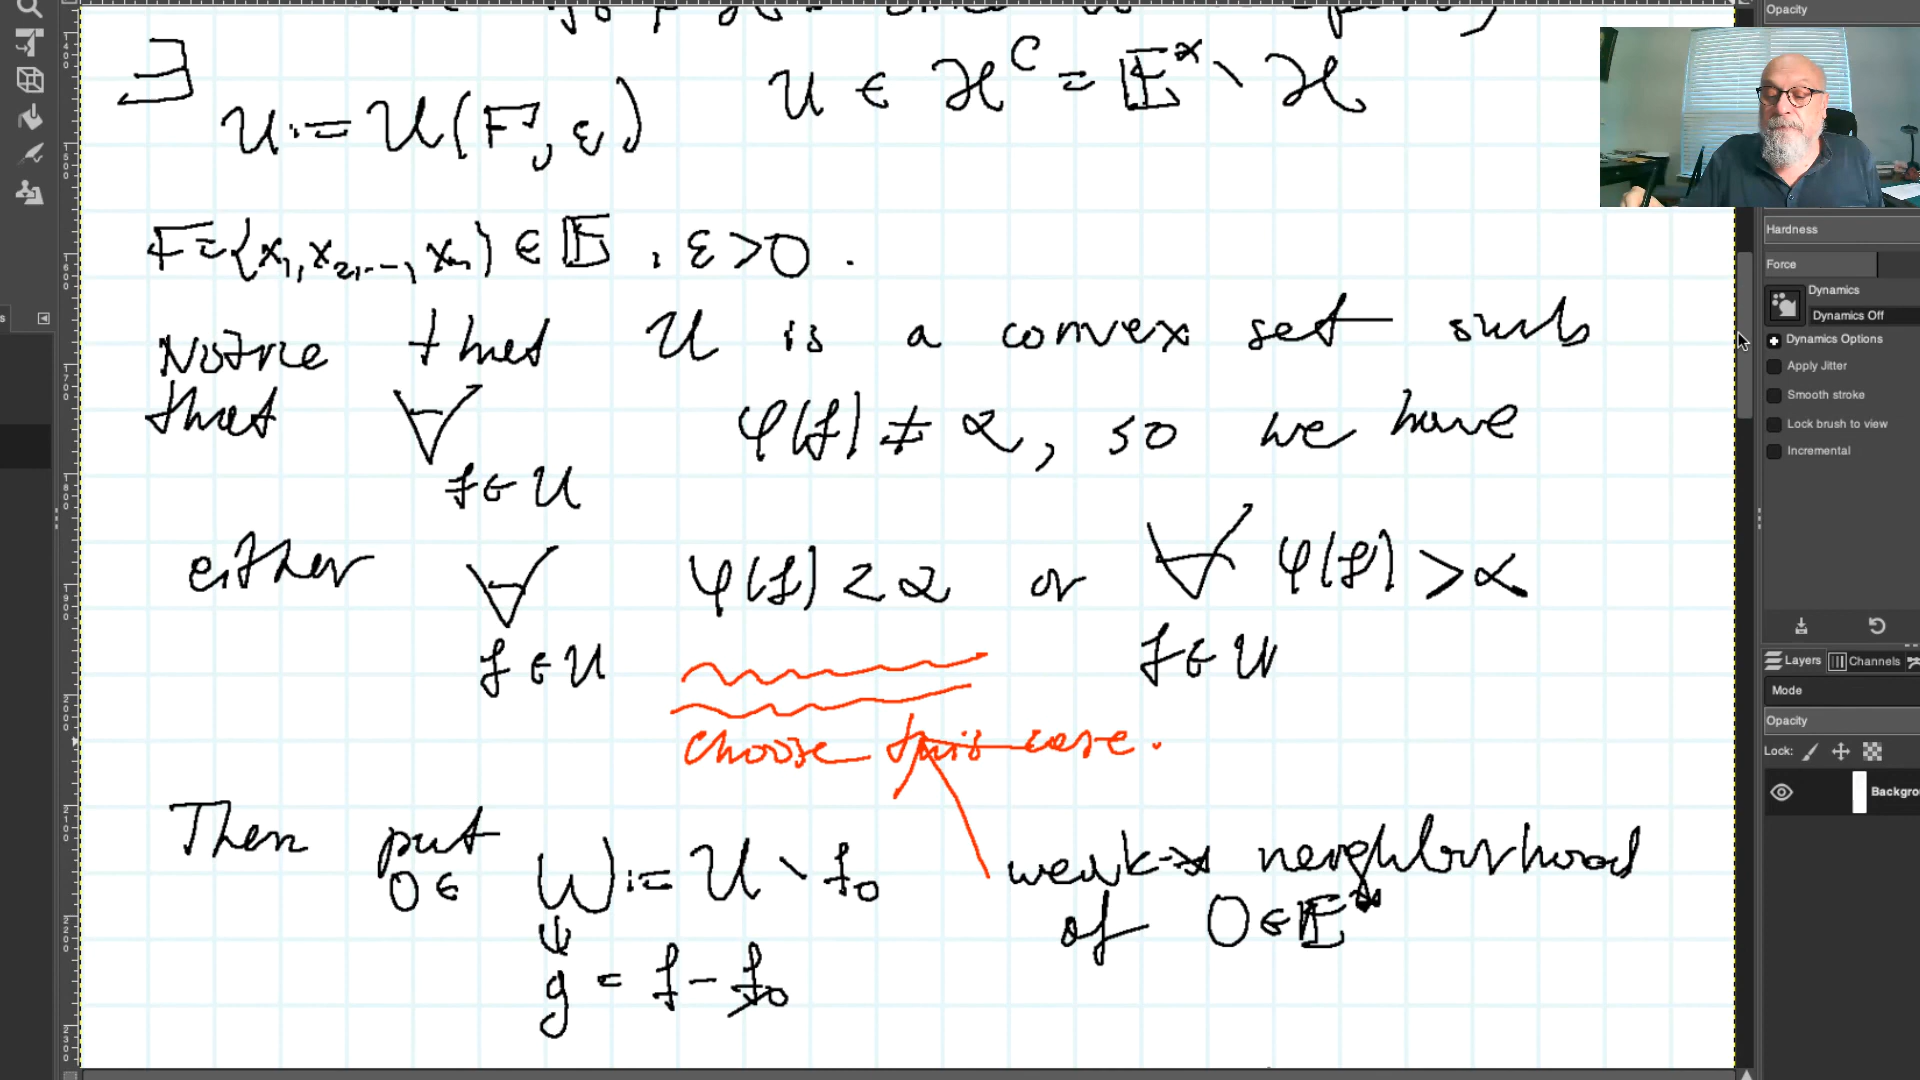 ∃ U := U(F, ε) U ∈ ℋ^C = 𝔼* \ ℋ
F = {x₁, x₂, ..., xₙ) ∈ 𝔼, ε > 0.
Notice that U is a convex set such
that ∀ f ∈ U φ(f) ≠ α, so we have
either ∀ f ∈ U φ(f) < α or ∀ f ∈ U φ(f) > α
choose this case.
Then put 0 ∈ W := U \ f₀ weak-* neighborhood
of 0 ∈ 𝔼*
g = f - f₀
Opacity
Hardness
Force
Dynamics
Dynamics Off
Dynamics Options
Apply Jitter
Smooth stroke
Lock brush to view
Incremental
Layers Channels
Mode
Opacity
Lock:
Backgro